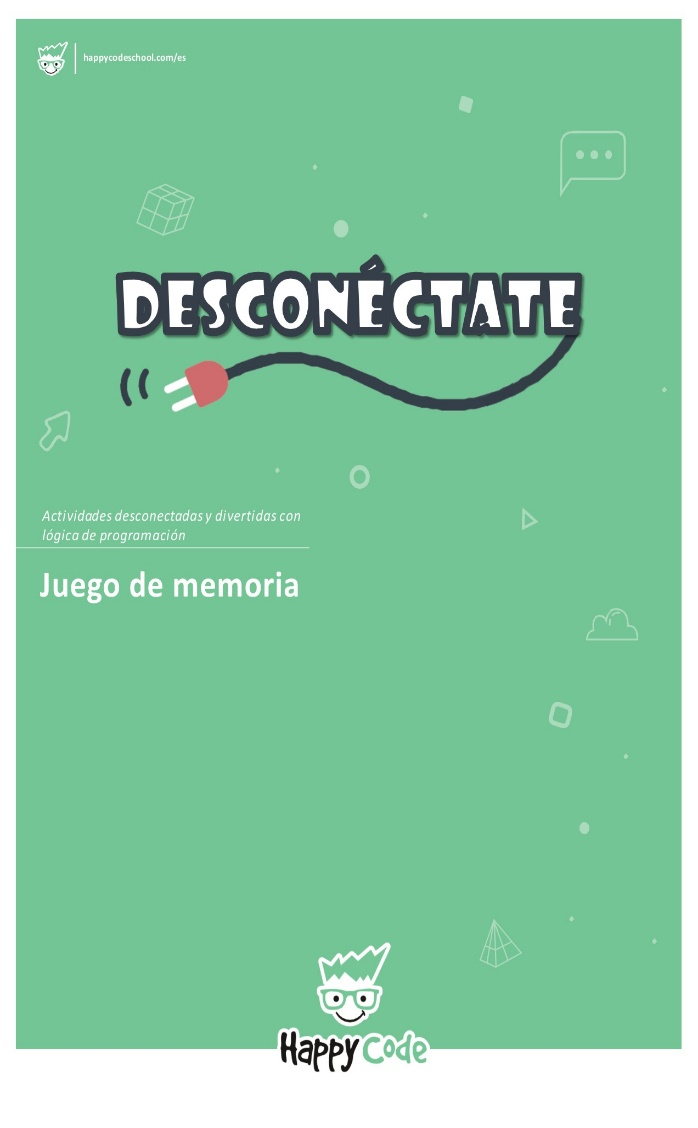 happycodeschool.com/es
DESCONÉCTATE
Actividades desconectadas y divertidas con
lógica de programación
Juego de memoria
Happy Code